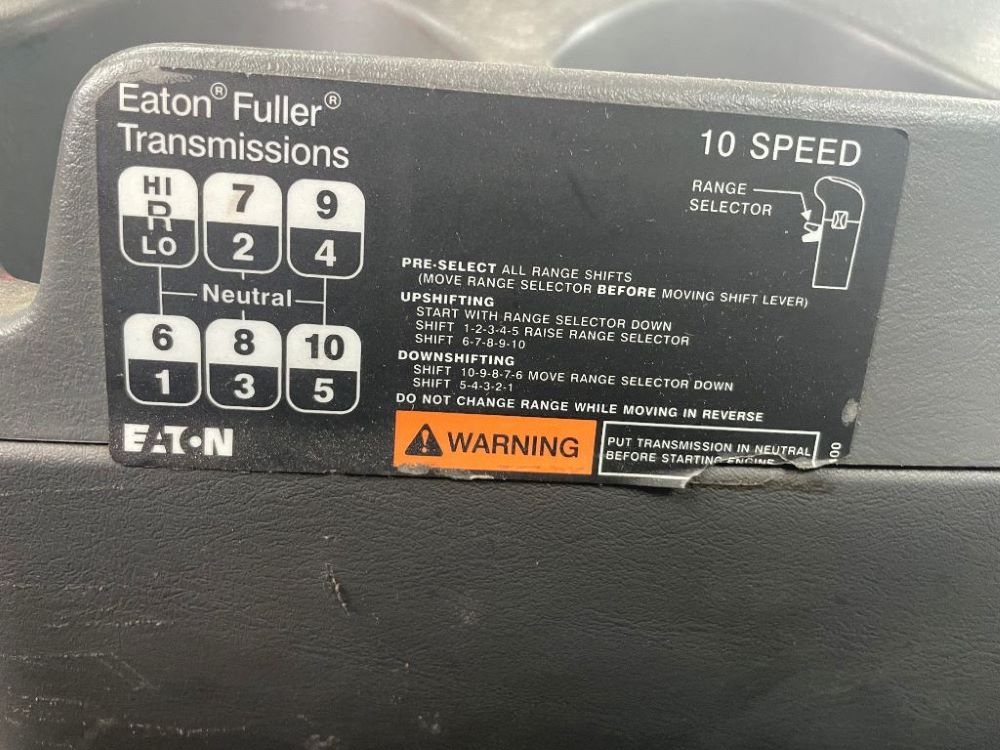 Eaton® Fuller®
Transmissions
10 SPEED
HI
R
LO
7
2
9
4
Neutral
6
1
8
3
10
5
EAT•N
RANGE
SELECTOR
PRE-SELECT ALL RANGE SHIFTS
(MOVE RANGE SELECTOR BEFORE MOVING SHIFT LEVER)
UPSHIFTING
START WITH RANGE SELECTOR DOWN
SHIFT 1-2-3-4-5 RAISE RANGE SELECTOR
SHIFT 6-7-8-9-10
DOWNSHIFTING
SHIFT 10-9-8-7-6 MOVE RANGE SELECTOR DOWN
SHIFT 5-4-3-2-1
DO NOT CHANGE RANGE WHILE MOVING IN REVERSE
WARNING
PUT TRANSMISSION IN NEUTRAL
BEFORE STARTING ENGINE